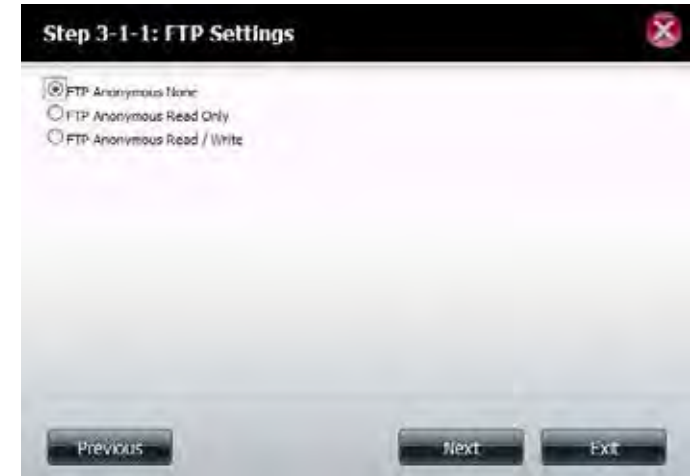 Step 3-1-1: FTP Settings
FTP Anonymous None
FTP Anonymous Read Only
FTP Anonymous Read / Write
Previous
Next
Exit